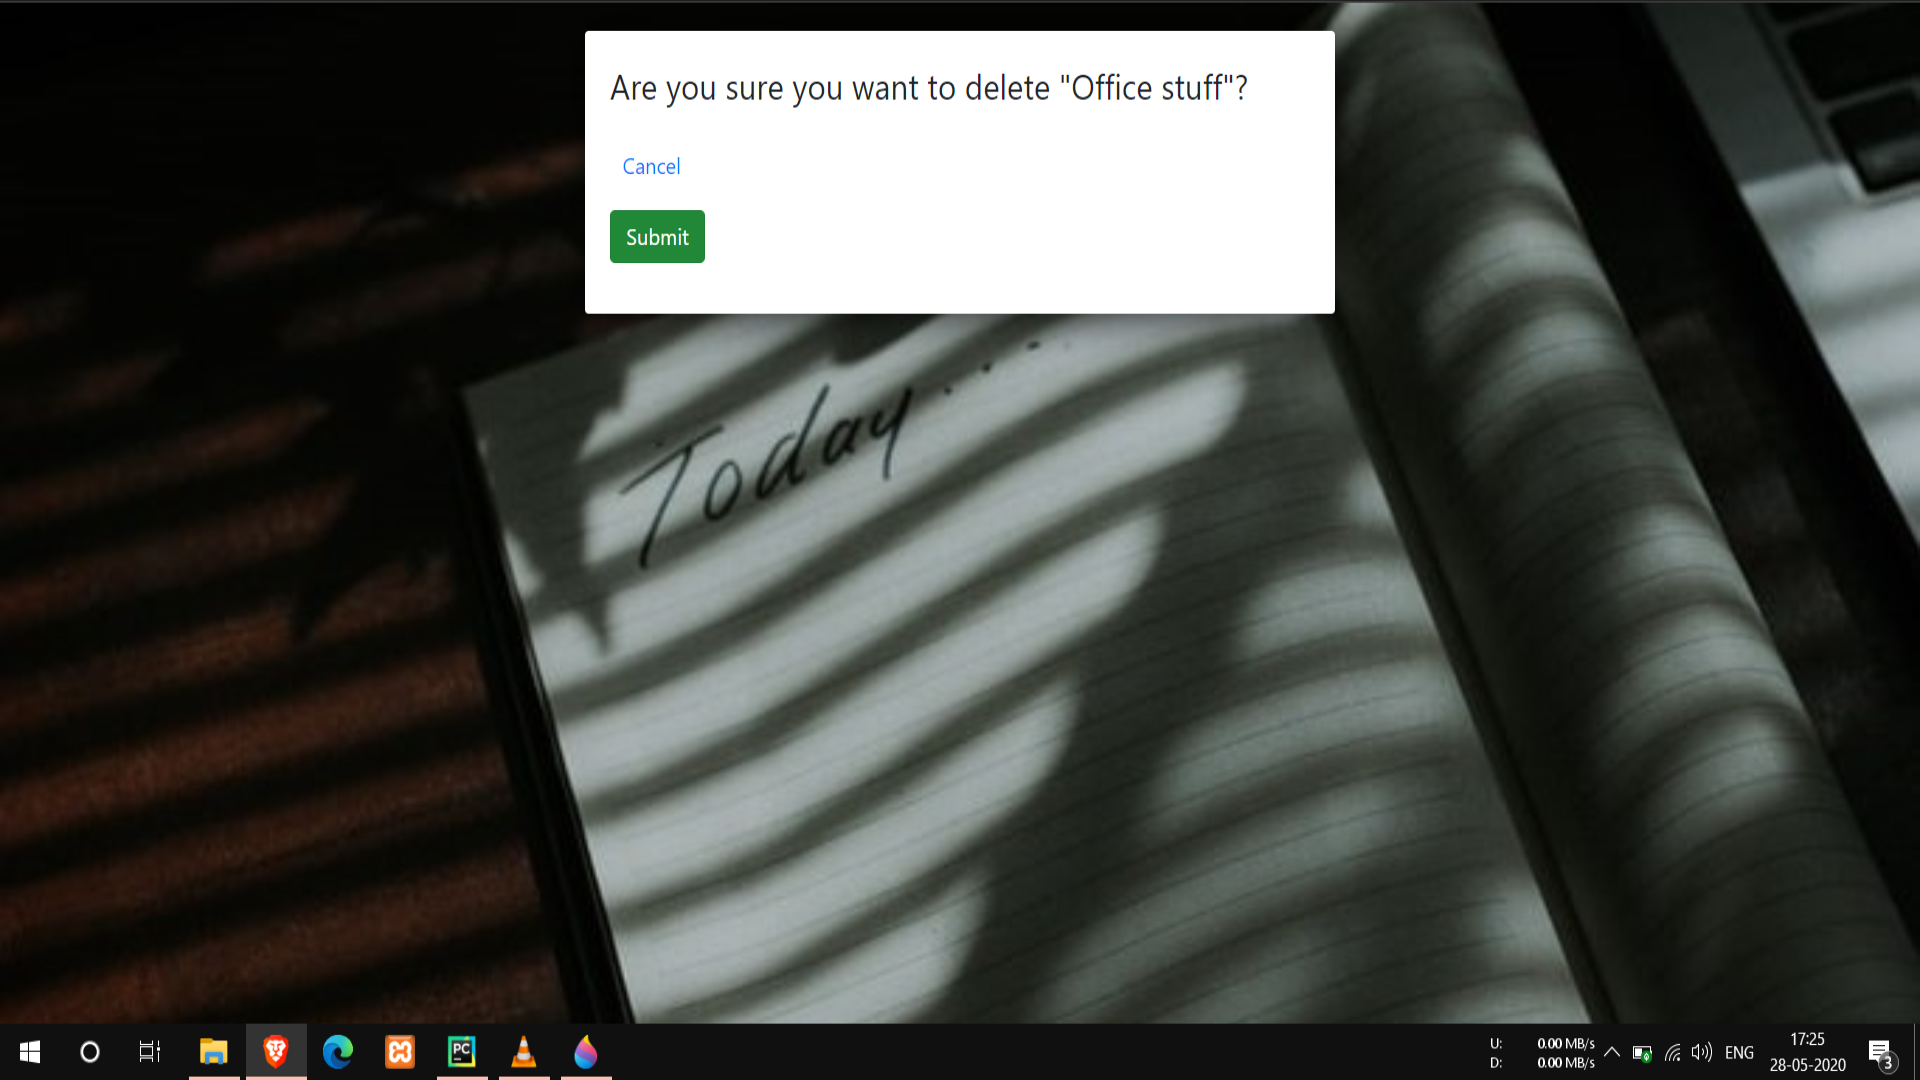 Are you sure you want to delete "Office stuff"?
Cancel
Submit
Today.....
PC
U: 0.00 MB/s
D: 0.00 MB/s
ENG
17:25
28-05-2020
3